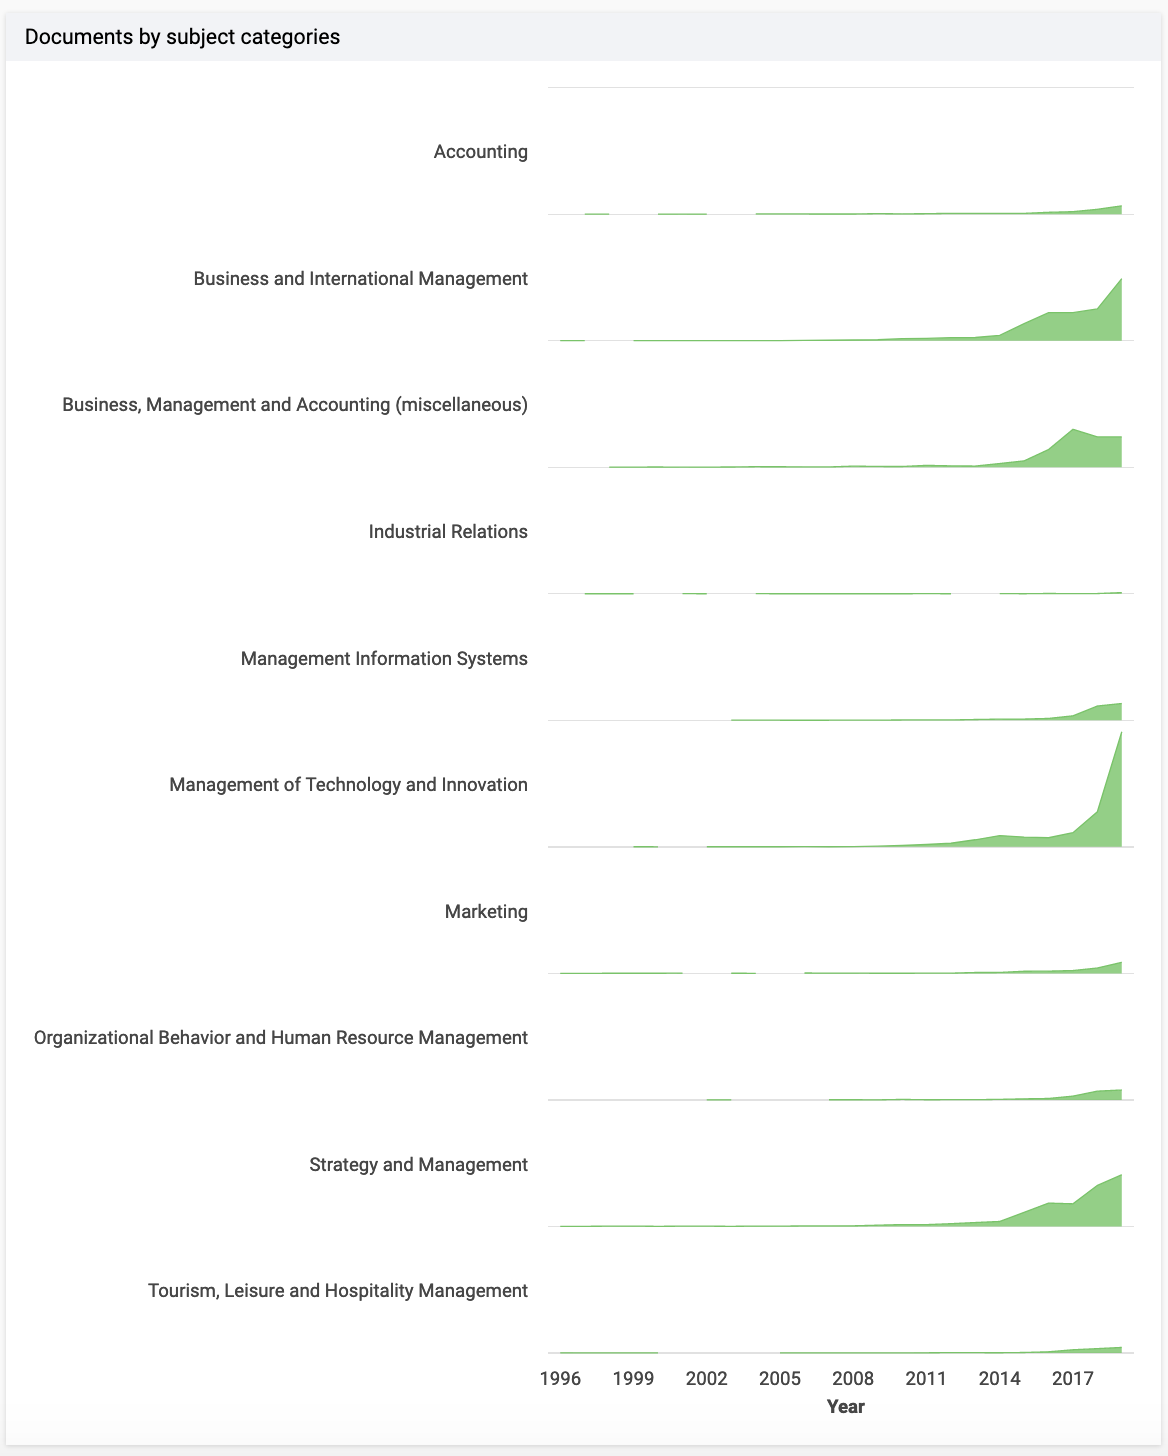 Documents by subject categories
Accounting
Business and International Management
Business, Management and Accounting (miscellaneous)
Industrial Relations
Management Information Systems
Management of Technology and Innovation
Marketing
Organizational Behavior and Human Resource Management
Strategy and Management
Tourism, Leisure and Hospitality Management
1996 1999 2002 2005 2008 2011 2014 2017
Year